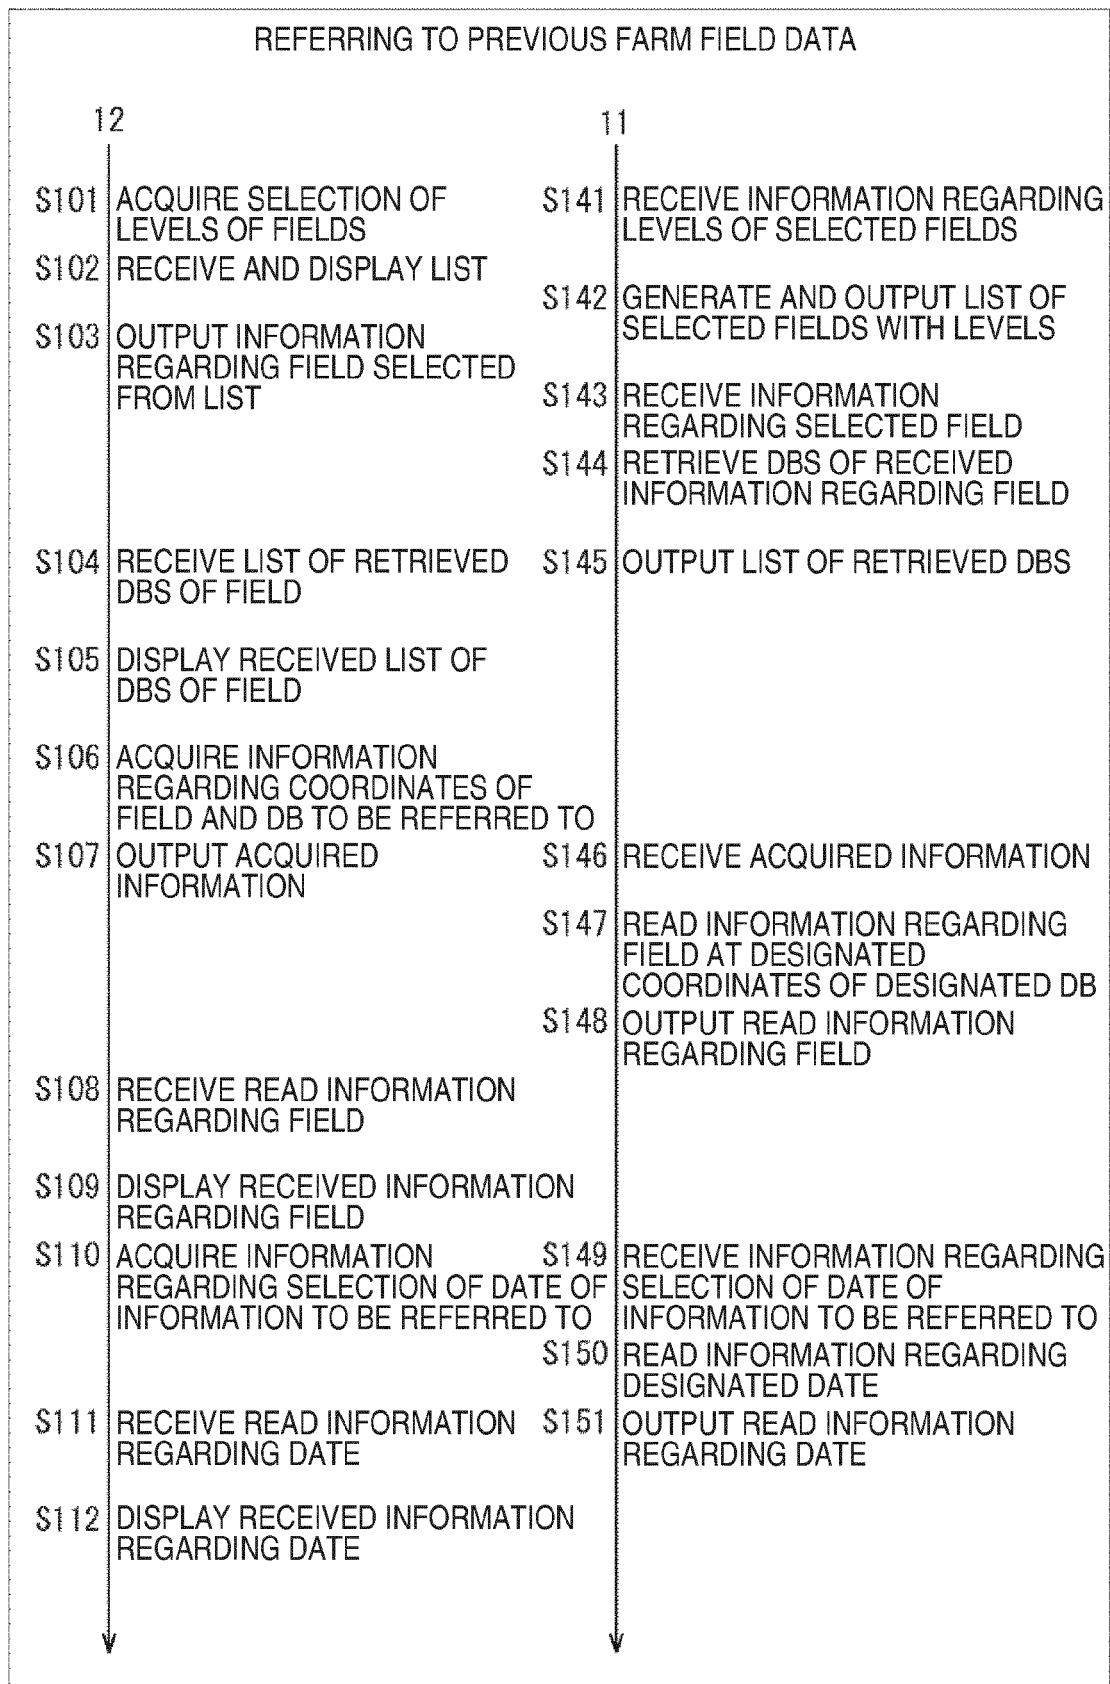 REFERRING TO PREVIOUS FARM FIELD DATA
12
S101 ACQUIRE SELECTION OF
LEVELS OF FIELDS
S102 RECEIVE AND DISPLAY LIST
S103 OUTPUT INFORMATION
REGARDING FIELD SELECTED
FROM LIST
S104 RECEIVE LIST OF RETRIEVED
DBS OF FIELD
S105 DISPLAY RECEIVED LIST OF
DBS OF FIELD
S106 ACQUIRE INFORMATION
REGARDING COORDINATES OF
FIELD AND DB TO BE REFERRED TO
S107 OUTPUT ACQUIRED
INFORMATION
S108 RECEIVE READ INFORMATION
REGARDING FIELD
S109 DISPLAY RECEIVED INFORMATION
REGARDING FIELD
S110 ACQUIRE INFORMATION
REGARDING SELECTION OF DATE OF
INFORMATION TO BE REFERRED TO
S111 RECEIVE READ INFORMATION
REGARDING DATE
S112 DISPLAY RECEIVED INFORMATION
REGARDING DATE
11
S141 RECEIVE INFORMATION REGARDING
LEVELS OF SELECTED FIELDS
S142 GENERATE AND OUTPUT LIST OF
SELECTED FIELDS WITH LEVELS
S143 RECEIVE INFORMATION
REGARDING SELECTED FIELD
S144 RETRIEVE DBS OF RECEIVED
INFORMATION REGARDING FIELD
S145 OUTPUT LIST OF RETRIEVED DBS
S146 RECEIVE ACQUIRED INFORMATION
S147 READ INFORMATION REGARDING
FIELD AT DESIGNATED
COORDINATES OF DESIGNATED DB
S148 OUTPUT READ INFORMATION
REGARDING FIELD
S149 RECEIVE INFORMATION REGARDING
SELECTION OF DATE OF
INFORMATION TO BE REFERRED TO
S150 READ INFORMATION REGARDING
DESIGNATED DATE
S151 OUTPUT READ INFORMATION
REGARDING DATE